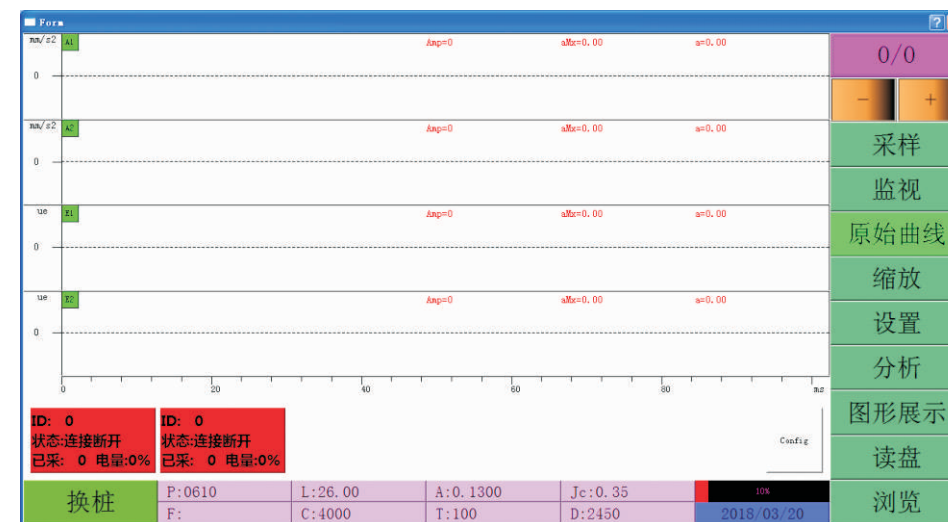 Form
?
mm/s2 A1 Amp=0 aMx=0.00 a=0.00
0
mm/s2 A2 Amp=0 aMx=0.00 a=0.00
0
ue E1 Amp=0 aMx=0.00 a=0.00
0
ue E2 Amp=0 aMx=0.00 a=0.00
0
0 20 40 60 80 ms
ID: 0
状态:连接断开
已采: 0 电量:0%
ID: 0
状态:连接断开
已采: 0 电量:0%
Config
换桩
P:0610 L:26.00 A:0.1300 Jc:0.35 10%
F: C:4000 T:100 D:2450 2018/03/20
0/0
- +
采样
监视
原始曲线
缩放
设置
分析
图形展示
读盘
浏览